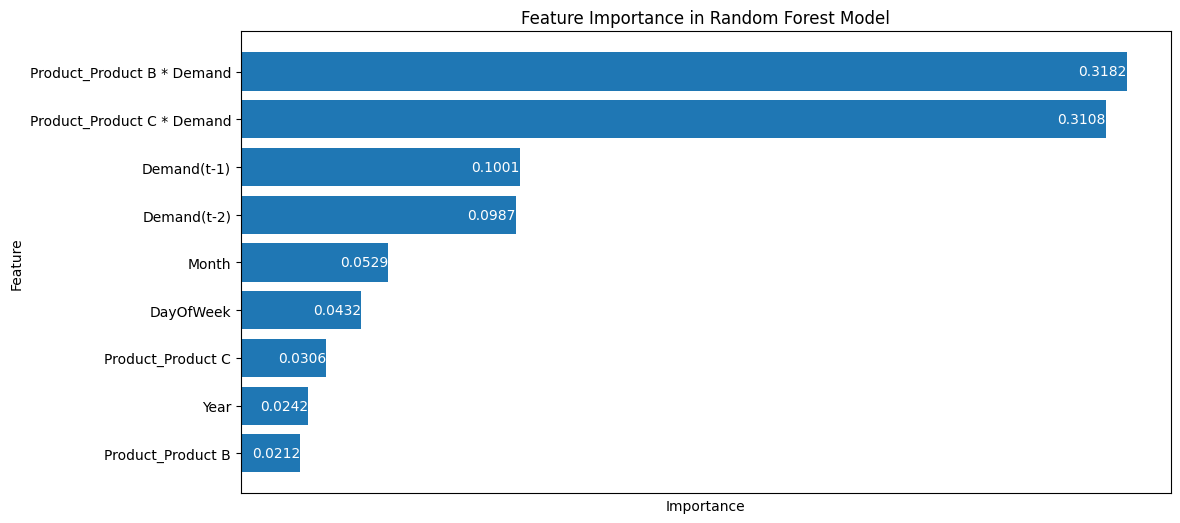 Feature Importance in Random Forest Model
Product_Product B * Demand 0.3182
Product_Product C * Demand 0.3108
Demand(t-1) 0.1001
Demand(t-2) 0.0987
Month 0.0529
DayOfWeek 0.0432
Product_Product C 0.0306
Year 0.0242
Product_Product B 0.0212
Feature
Importance